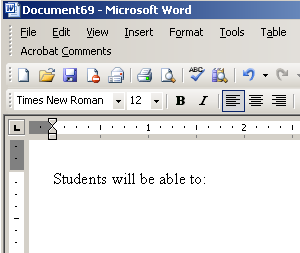 Document69 - Microsoft Word
File Edit View Insert Format Tools Table
Acrobat Comments
ABC
Times New Roman 12 B I
L 1 2
Students will be able to: